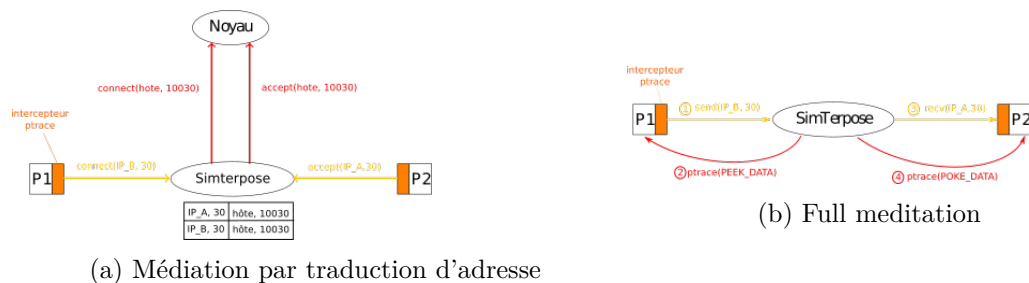 Noyau
connect(hote, 10030)
accept(hote, 10030)
intercepteur
ptrace
P1
connect(IP_B, 30)
Simterpose
accept(IP_A,30)
P2
IP_A, 30 hôte, 10030
IP_B, 30 hôte, 10030
(a) Médiation par traduction d'adresse
intercepteur
ptrace
P1
1 send(IP_B, 30)
SimTerpose
3 recv(IP_A,30)
P2
2 ptrace(PEEK_DATA)
4 ptrace(POKE_DATA)
(b) Full meditation